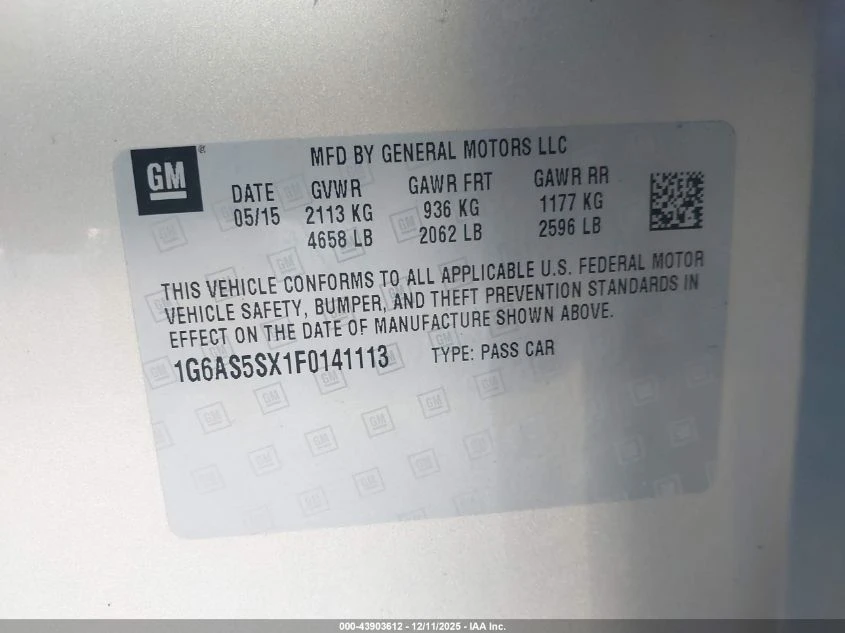 GM®
MFD BY GENERAL MOTORS LLC
DATE GVWR GAWR FRT GAWR RR
05/15 2113 KG 936 KG 1177 KG
4658 LB 2062 LB 2596 LB
THIS VEHICLE CONFORMS TO ALL APPLICABLE U.S. FEDERAL MOTOR
VEHICLE SAFETY, BUMPER, AND THEFT PREVENTION STANDARDS IN
EFFECT ON THE DATE OF MANUFACTURE SHOWN ABOVE.
1G6AS5SX1F0141113 TYPE: PASS CAR
000-43903612 - 12/11/2025 - IAA Inc.